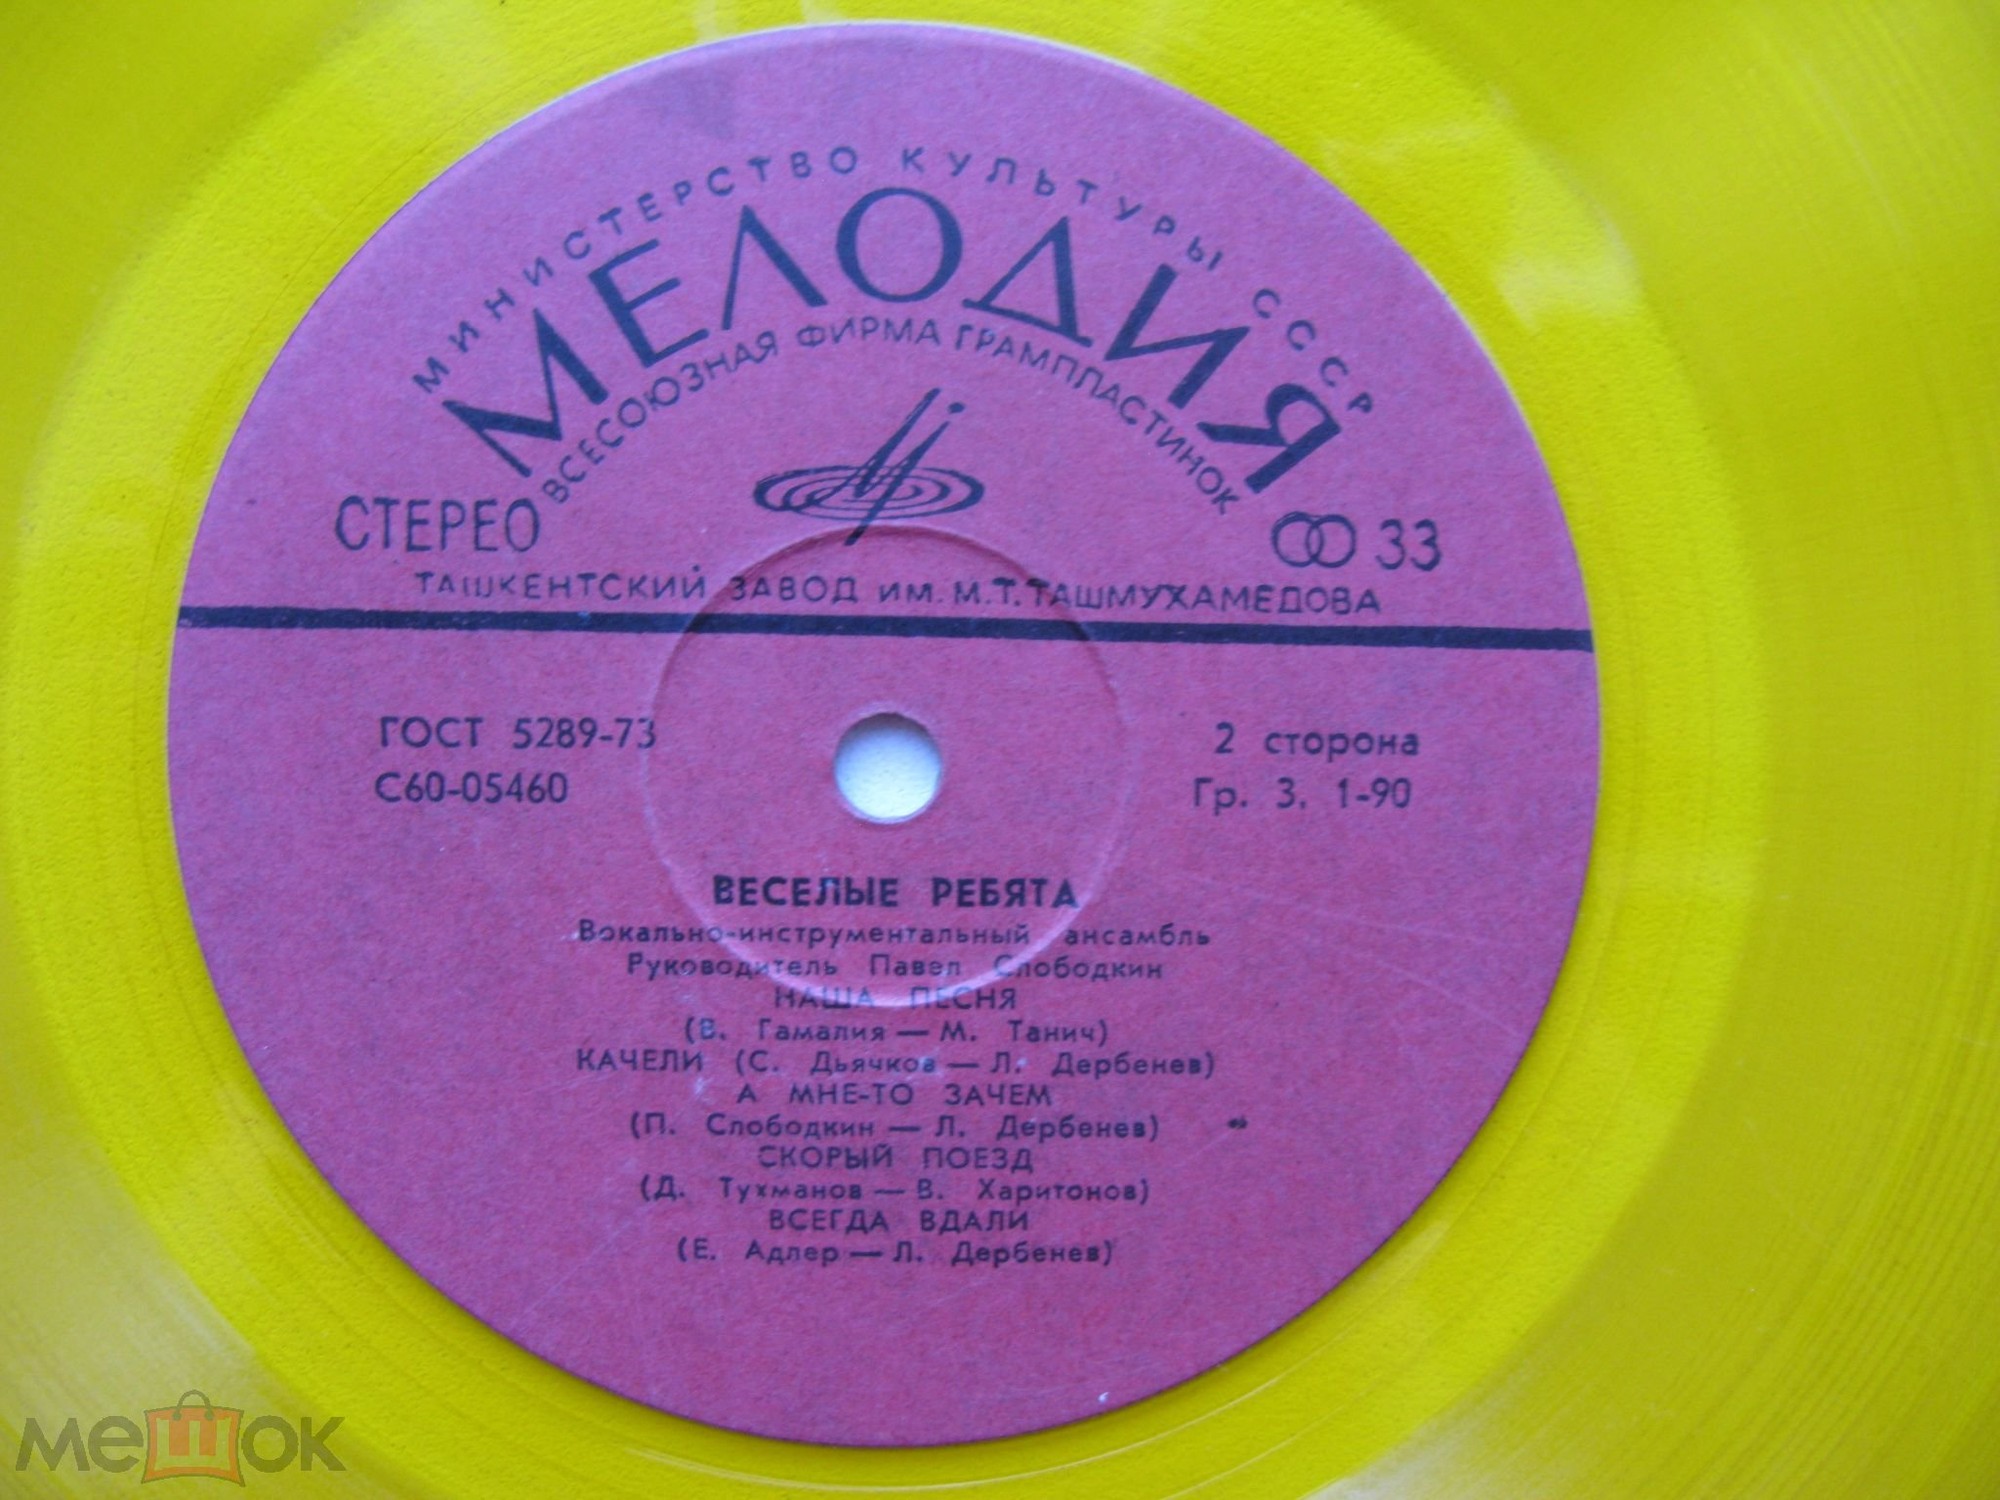 МИНИСТЕРСТВО КУЛЬТУРЫ СССР
МЕЛОДИЯ
ВСЕСОЮЗНАЯ ФИРМА ГРАМПЛАСТИНОК
СТЕРЕО
33
ТАШКЕНТСКИЙ ЗАВОД ИМ. М.Т. ТАШМУХАМЕДОВА
ГОСТ 5289-73
2 сторона
С60-05460
Гр. 3. 1-90
ВЕСЕЛЫЕ РЕБЯТА
Вокально-инструментальный ансамбль
Руководитель Павел Слободкин
НАША ПЕСНЯ
(В. Гамалия — М. Танич)
КАЧЕЛИ (С. Дьячков — Л. Дербенев)
А МНЕ-ТО ЗАЧЕМ
(П. Слободкин — Л. Дербенев)
СКОРЫЙ ПОЕЗД
(Д. Тухманов — В. Харитонов)
ВСЕГДА ВДАЛИ
(Е. Адлер — Л. Дербенев)
мешок